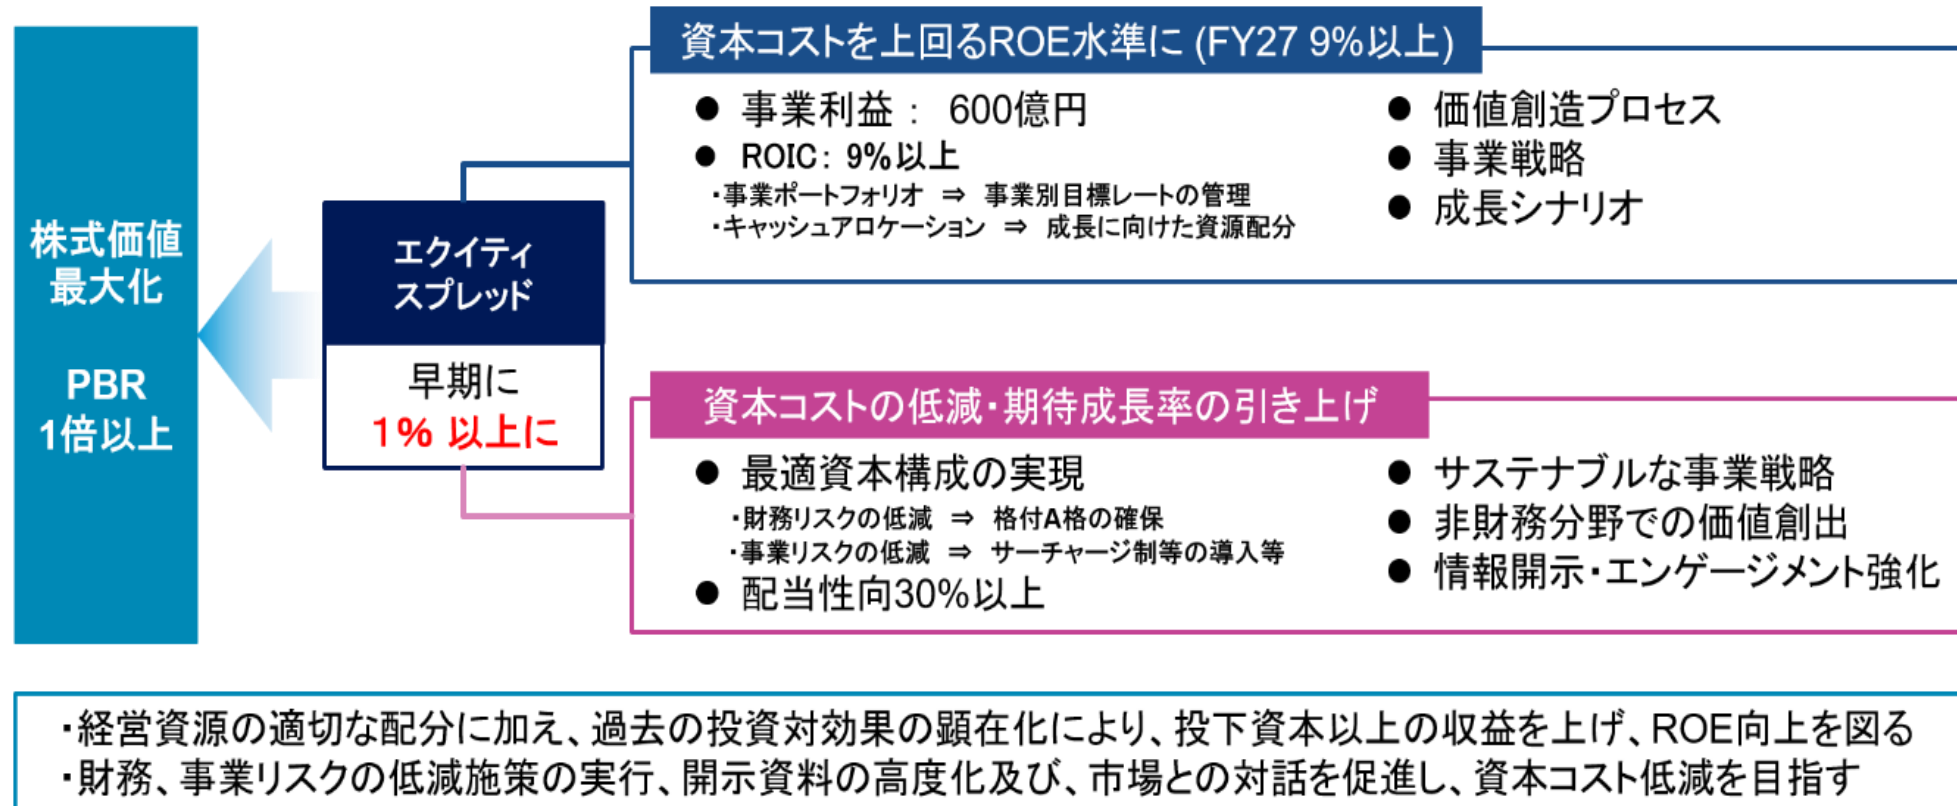 株式価値
最大化
PBR
1倍以上
エクイティ
スプレッド
早期に
1% 以上に
資本コストを上回るROE水準に (FY27 9%以上)
● 事業利益： 600億円
● ROIC： 9%以上
・事業ポートフォリオ ⇒ 事業別目標レートの管理
・キャッシュアロケーション ⇒ 成長に向けた資源配分
● 価値創造プロセス
● 事業戦略
● 成長シナリオ
資本コストの低減・期待成長率の引き上げ
● 最適資本構成の実現
・財務リスクの低減 ⇒ 格付A格の確保
・事業リスクの低減 ⇒ サーチャージ制等の導入等
● 配当性向30%以上
● サステナブルな事業戦略
● 非財務分野での価値創出
● 情報開示・エンゲージメント強化
・経営資源の適切な配分に加え、過去の投資対効果の顕在化により、投下資本以上の収益を上げ、ROE向上を図る
・財務、事業リスクの低減施策の実行、開示資料の高度化及び、市場との対話を促進し、資本コスト低減を目指す